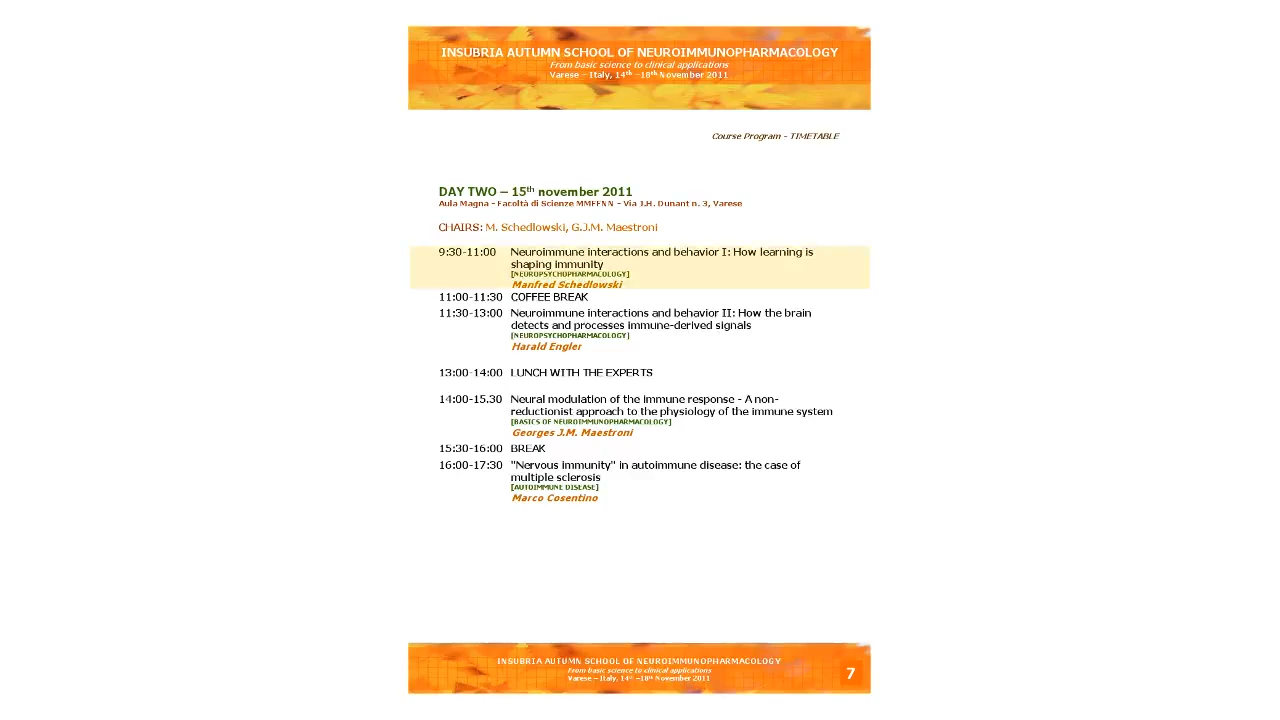 INSUBRIA AUTUMN SCHOOL OF NEUROIMMUNOPHARMACOLOGY
From basic science to clinical applications
Varese – Italy, 14th –18th November 2011
Course Program - TIMETABLE
DAY TWO – 15th november 2011
Aula Magna - Facoltà di Scienze MMFFNN – Via J.H. Dunant n. 3, Varese
CHAIRS: M. Schedlowski, G.J.M. Maestroni
9:30-11:00 Neuroimmune interactions and behavior I: How learning is
shaping immunity
[NEUROPSYCHOPHARMACOLOGY]
Manfred Schedlowski
11:00-11:30 COFFEE BREAK
11:30-13:00 Neuroimmune interactions and behavior II: How the brain
detects and processes immune-derived signals
[NEUROPSYCHOPHARMACOLOGY]
Harald Engler
13:00-14:00 LUNCH WITH THE EXPERTS
14:00-15.30 Neural modulation of the immune response - A non-
reductionist approach to the physiology of the immune system
[BASICS OF NEUROIMMUNOPHARMACOLOGY]
Georges J.M. Maestroni
15:30-16:00 BREAK
16:00-17:30 "Nervous immunity" in autoimmune disease: the case of
multiple sclerosis
[AUTOIMMUNE DISEASE]
Marco Cosentino
INSUBRIA AUTUMN SCHOOL OF NEUROIMMUNOPHARMACOLOGY
From basic science to clinical applications
Varese – Italy, 14th –18th November 2011
7